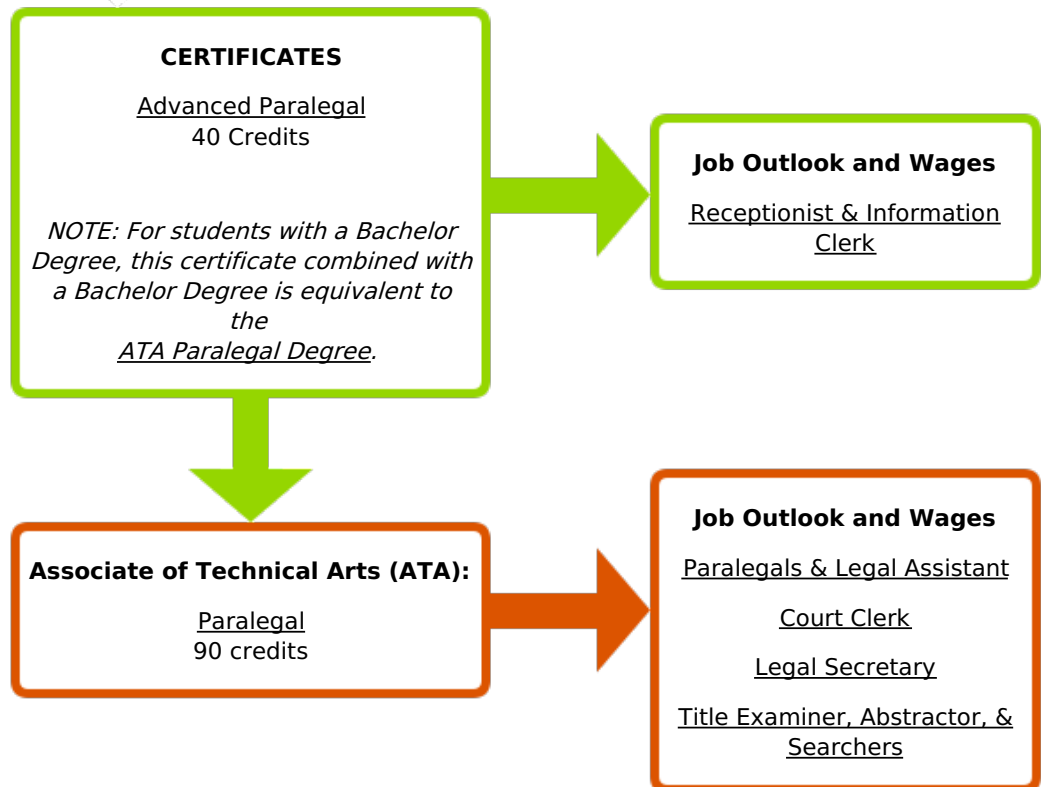 CERTIFICATES
Advanced Paralegal
40 Credits
NOTE: For students with a Bachelor
Degree, this certificate combined with
a Bachelor Degree is equivalent to
the
ATA Paralegal Degree.
Job Outlook and Wages
Receptionist & Information
Clerk
Associate of Technical Arts (ATA):
Paralegal
90 credits
Job Outlook and Wages
Paralegals & Legal Assistant
Court Clerk
Legal Secretary
Title Examiner, Abstractor, &
Searchers